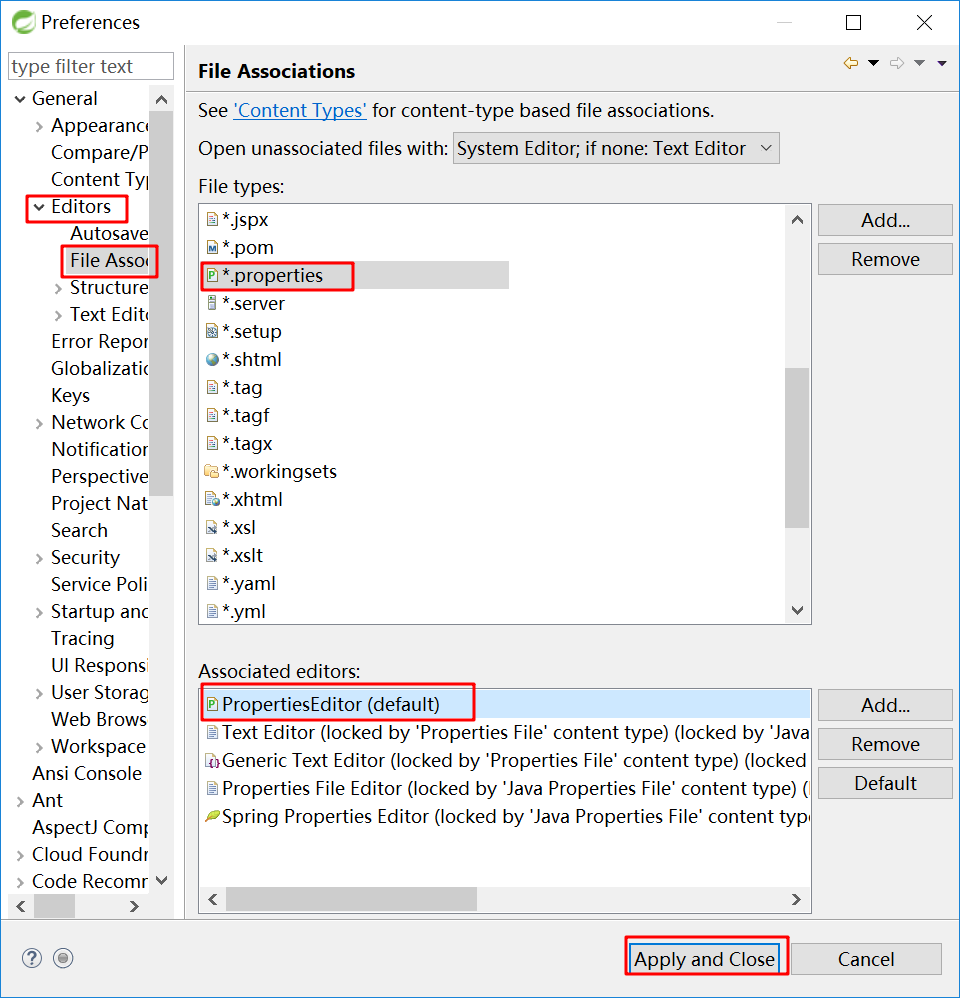 Preferences
type filter text
General
Appearance
Compare/P
Content Typ
Editors
Autosave
File Asso
Structure
Text Edit
Error Repor
Globalizatio
Keys
Network Co
Notification
Perspective
Project Nat
Search
Security
Service Poli
Startup and
Tracing
UI Responsi
User Storag
Web Brows
Workspace
Ansi Console
Ant
AspectJ Comp
Cloud Foundr
Code Recomm
File Associations
See 'Content Types' for content-type based file associations.
Open unassociated files with: System Editor; if none: Text Editor
File types:
*.jspx
*.pom
*.properties
*.server
*.setup
*.shtml
*.tag
*.tagf
*.tagx
*.workingsets
*.xhtml
*.xsl
*.xslt
*.yaml
*.yml
Add...
Remove
Associated editors:
PropertiesEditor (default)
Text Editor (locked by 'Properties File' content type) (locked by 'Java
Generic Text Editor (locked by 'Properties File' content type) (locked
Properties File Editor (locked by 'Java Properties File' content type) (
Spring Properties Editor (locked by 'Java Properties File' content type
Add...
Remove
Default
Apply and Close
Cancel